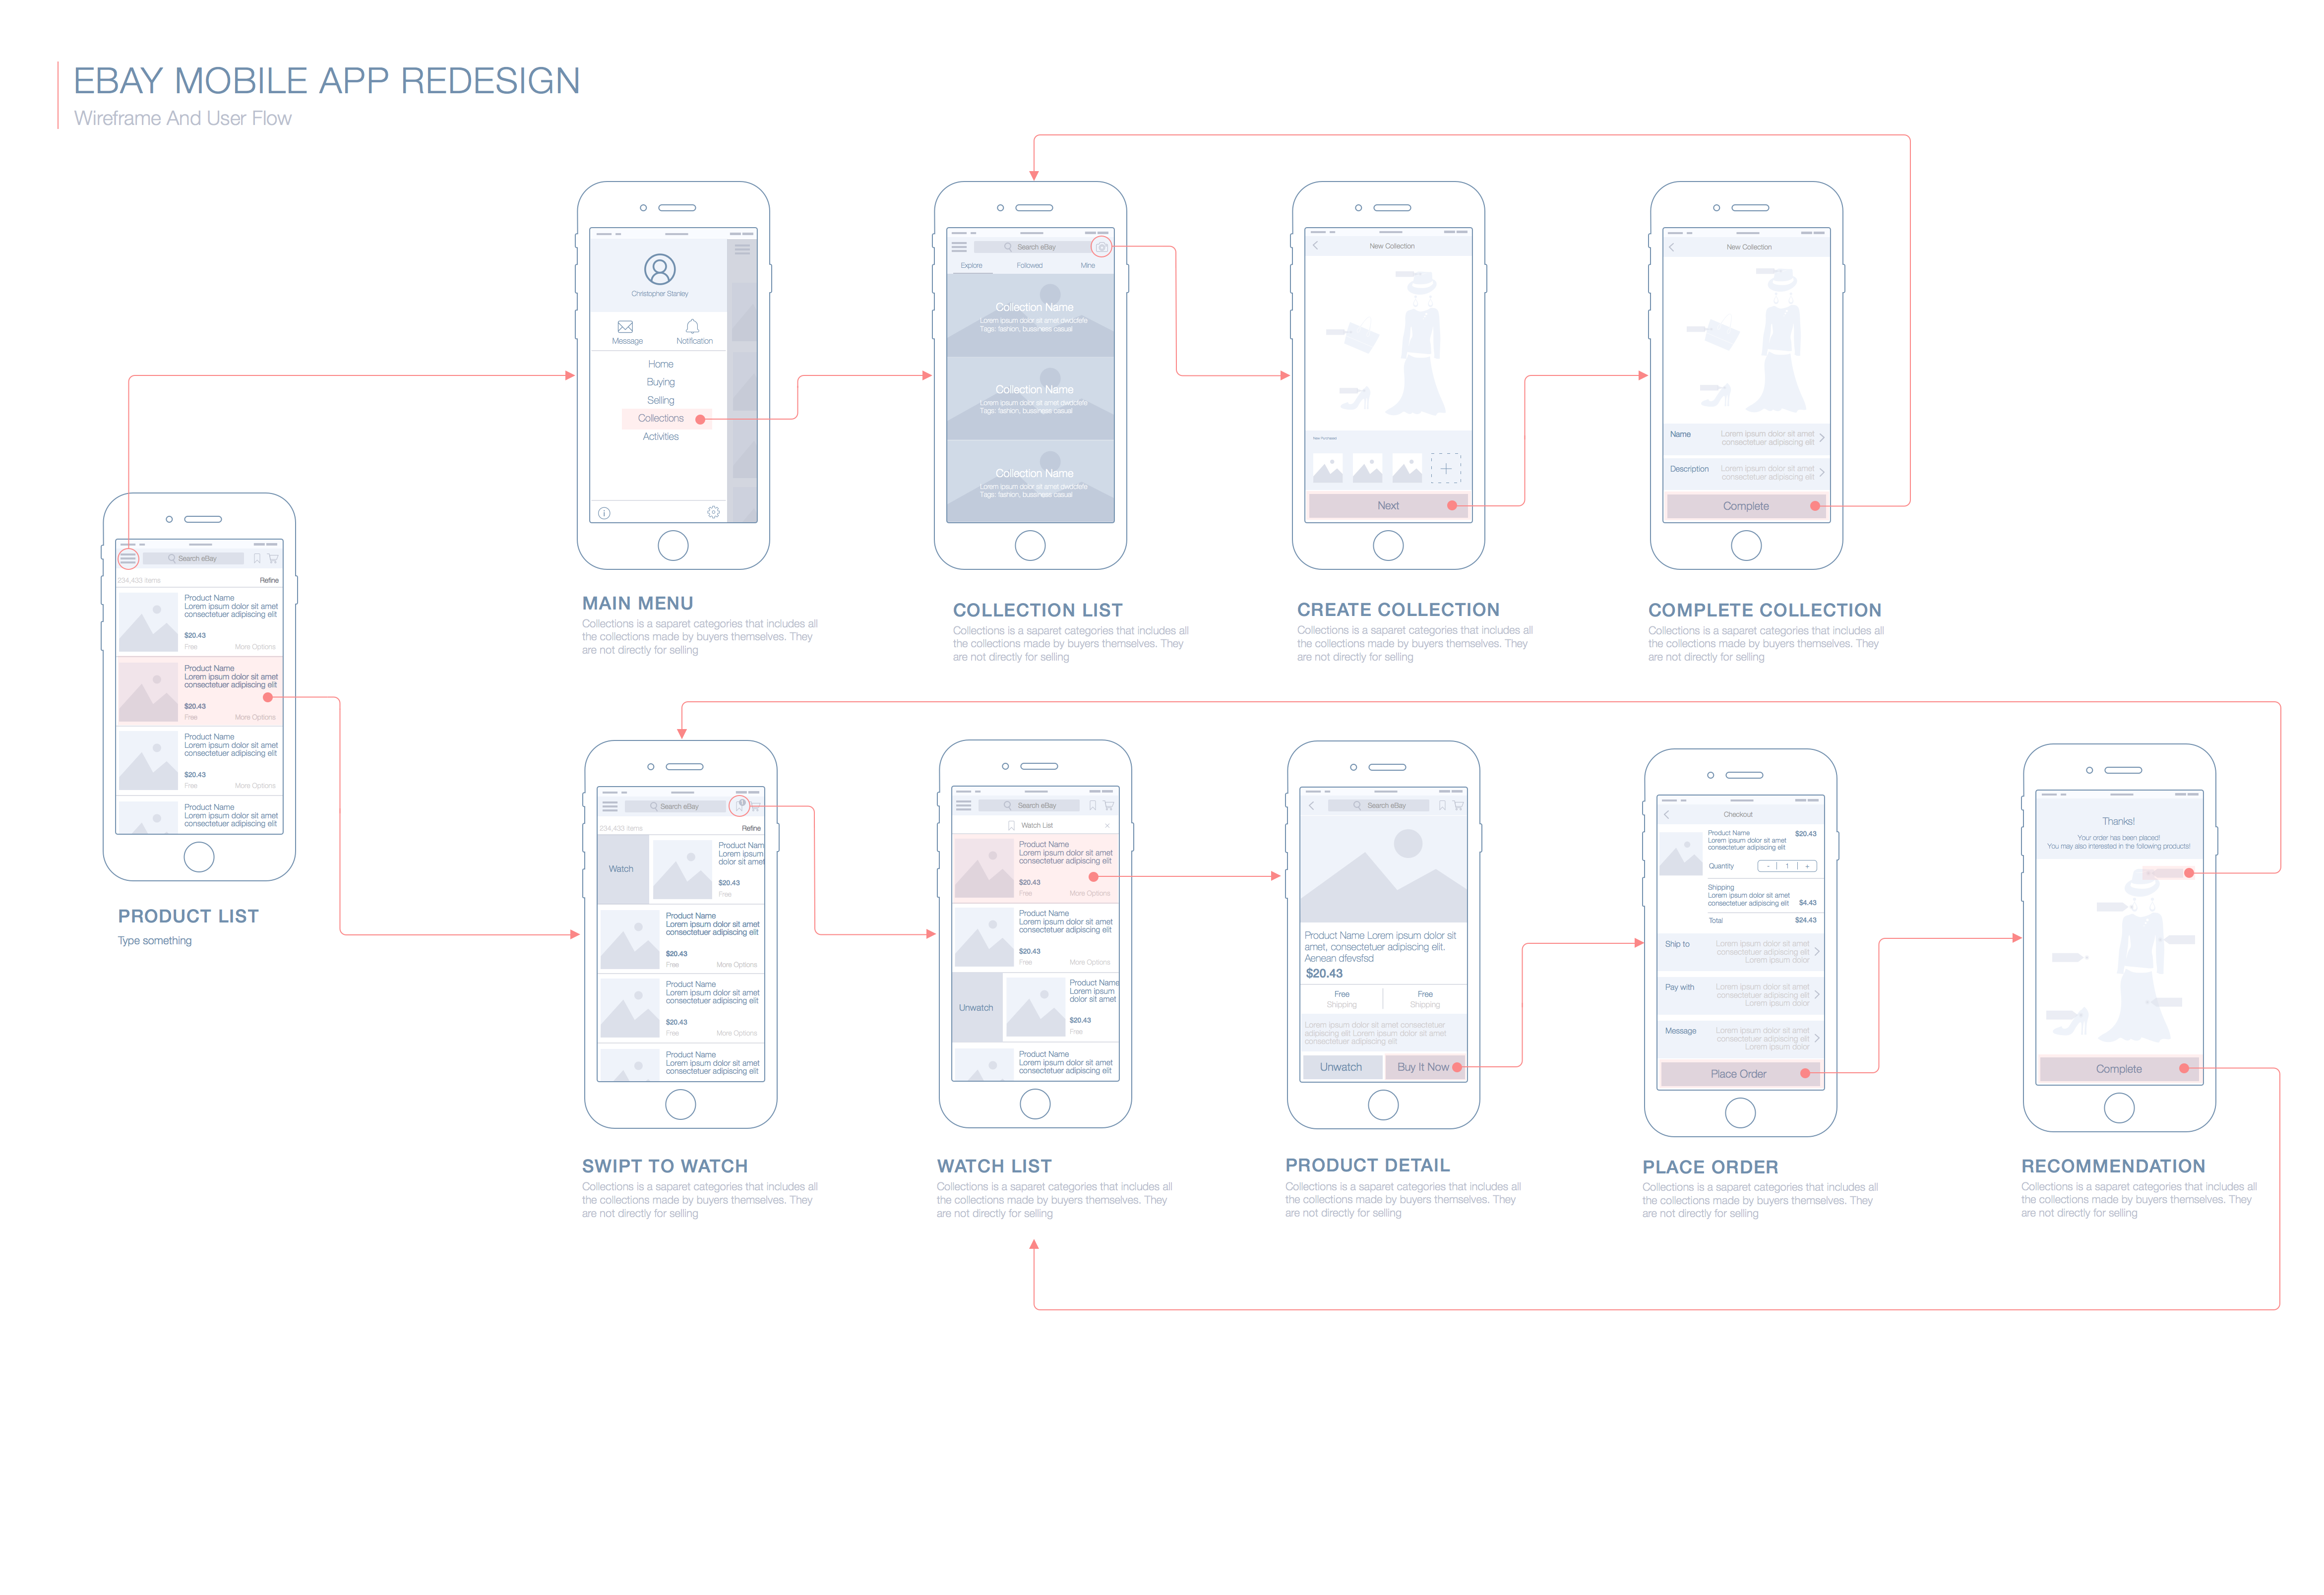 EBAY MOBILE APP REDESIGN
Wireframe And User Flow
Search eBay
234,433 items
Refine
Product Name
Lorem ipsum dolor sit amet
consectetuer adipiscing elit
$20.43
Free
More Options
Product Name
Lorem ipsum dolor sit amet
consectetuer adipiscing elit
$20.43
Free
More Options
Product Name
Lorem ipsum dolor sit amet
consectetuer adipiscing elit
$20.43
Free
More Options
Product Name
Lorem ipsum dolor sit amet
consectetuer adipiscing elit
PRODUCT LIST
Type something
Christopher Stanley
Message
Notification
Home
Buying
Selling
Collections
Activities
MAIN MENU
Collections is a saparet categories that includes all
the collections made by buyers themselves. They
are not directly for selling
Search eBay
Explore
Followed
Mine
Collection Name
Lorem ipsum dolor sit amet dwdclete
Tags: fashion, bussiness casual
Collection Name
Lorem ipsum dolor sit amet dwdclete
Tags: fashion, bussiness casual
Collection Name
Lorem ipsum dolor sit amet dwdclete
Tags: fashion, bussiness casual
COLLECTION LIST
Collections is a saparet categories that includes all
the collections made by buyers themselves. They
are not directly for selling
New Collection
Next
CREATE COLLECTION
Collections is a saparet categories that includes all
the collections made by buyers themselves. They
are not directly for selling
New Collection
Name
Lorem ipsum dolor sit amet
consectetuer adipiscing elit
Description
Lorem ipsum dolor sit amet
consectetuer adipiscing elit
Complete
COMPLETE COLLECTION
Collections is a saparet categories that includes all
the collections made by buyers themselves. They
are not directly for selling
Search eBay
234,433 items
Refine
Watch
Product Nam
Lorem ipsum
dolor sit amet
$20.43
Free
Product Name
Lorem ipsum dolor sit amet
consectetuer adipiscing elit
$20.43
Free
More Options
Product Name
Lorem ipsum dolor sit amet
consectetuer adipiscing elit
$20.43
Free
More Options
Product Name
Lorem ipsum dolor sit amet
consectetuer adipiscing elit
SWIPT TO WATCH
Collections is a saparet categories that includes all
the collections made by buyers themselves. They
are not directly for selling
Search eBay
Watch List
Product Name
Lorem ipsum dolor sit amet
consectetuer adipiscing elit
$20.43
Free
More Options
Product Name
Lorem ipsum dolor sit amet
consectetuer adipiscing elit
$20.43
Free
More Options
Unwatch
Product Name
Lorem ipsum
dolor sit amet
$20.43
Free
Product Name
Lorem ipsum dolor sit amet
consectetuer adipiscing elit
WATCH LIST
Collections is a saparet categories that includes all
the collections made by buyers themselves. They
are not directly for selling
Search eBay
Product Name Lorem ipsum dolor sit
amet, consectetuer adipiscing elit.
Aenean dfevsfsd
$20.43
Free
Shipping
Free
Shipping
Lorem ipsum dolor sit amet consectetuer
adipiscing elit Lorem ipsum dolor sit amet
consectetuer adipiscing elit
Unwatch
Buy It Now
PRODUCT DETAIL
Collections is a saparet categories that includes all
the collections made by buyers themselves. They
are not directly for selling
Checkout
Product Name
$20.43
Lorem ipsum dolor sit amet
consectetuer adipiscing elit
Quantity
- 1 +
Shipping
Lorem ipsum dolor sit amet
consectetuer adipiscing elit $4.43
Total $24.43
Ship to
Lorem ipsum dolor sit amet
consectetuer adipiscing elit
Lorem ipsum dolor
Pay with
Lorem ipsum dolor sit amet
consectetuer adipiscing elit
Lorem ipsum dolor
Message
Lorem ipsum dolor sit amet
consectetuer adipiscing elit
Lorem ipsum dolor
Place Order
PLACE ORDER
Collections is a saparet categories that includes all
the collections made by buyers themselves. They
are not directly for selling
Thanks!
Your order has been placed!
You may also interested in the following products!
Complete
RECOMMENDATION
Collections is a saparet categories that includes all
the collections made by buyers themselves. They
are not directly for selling